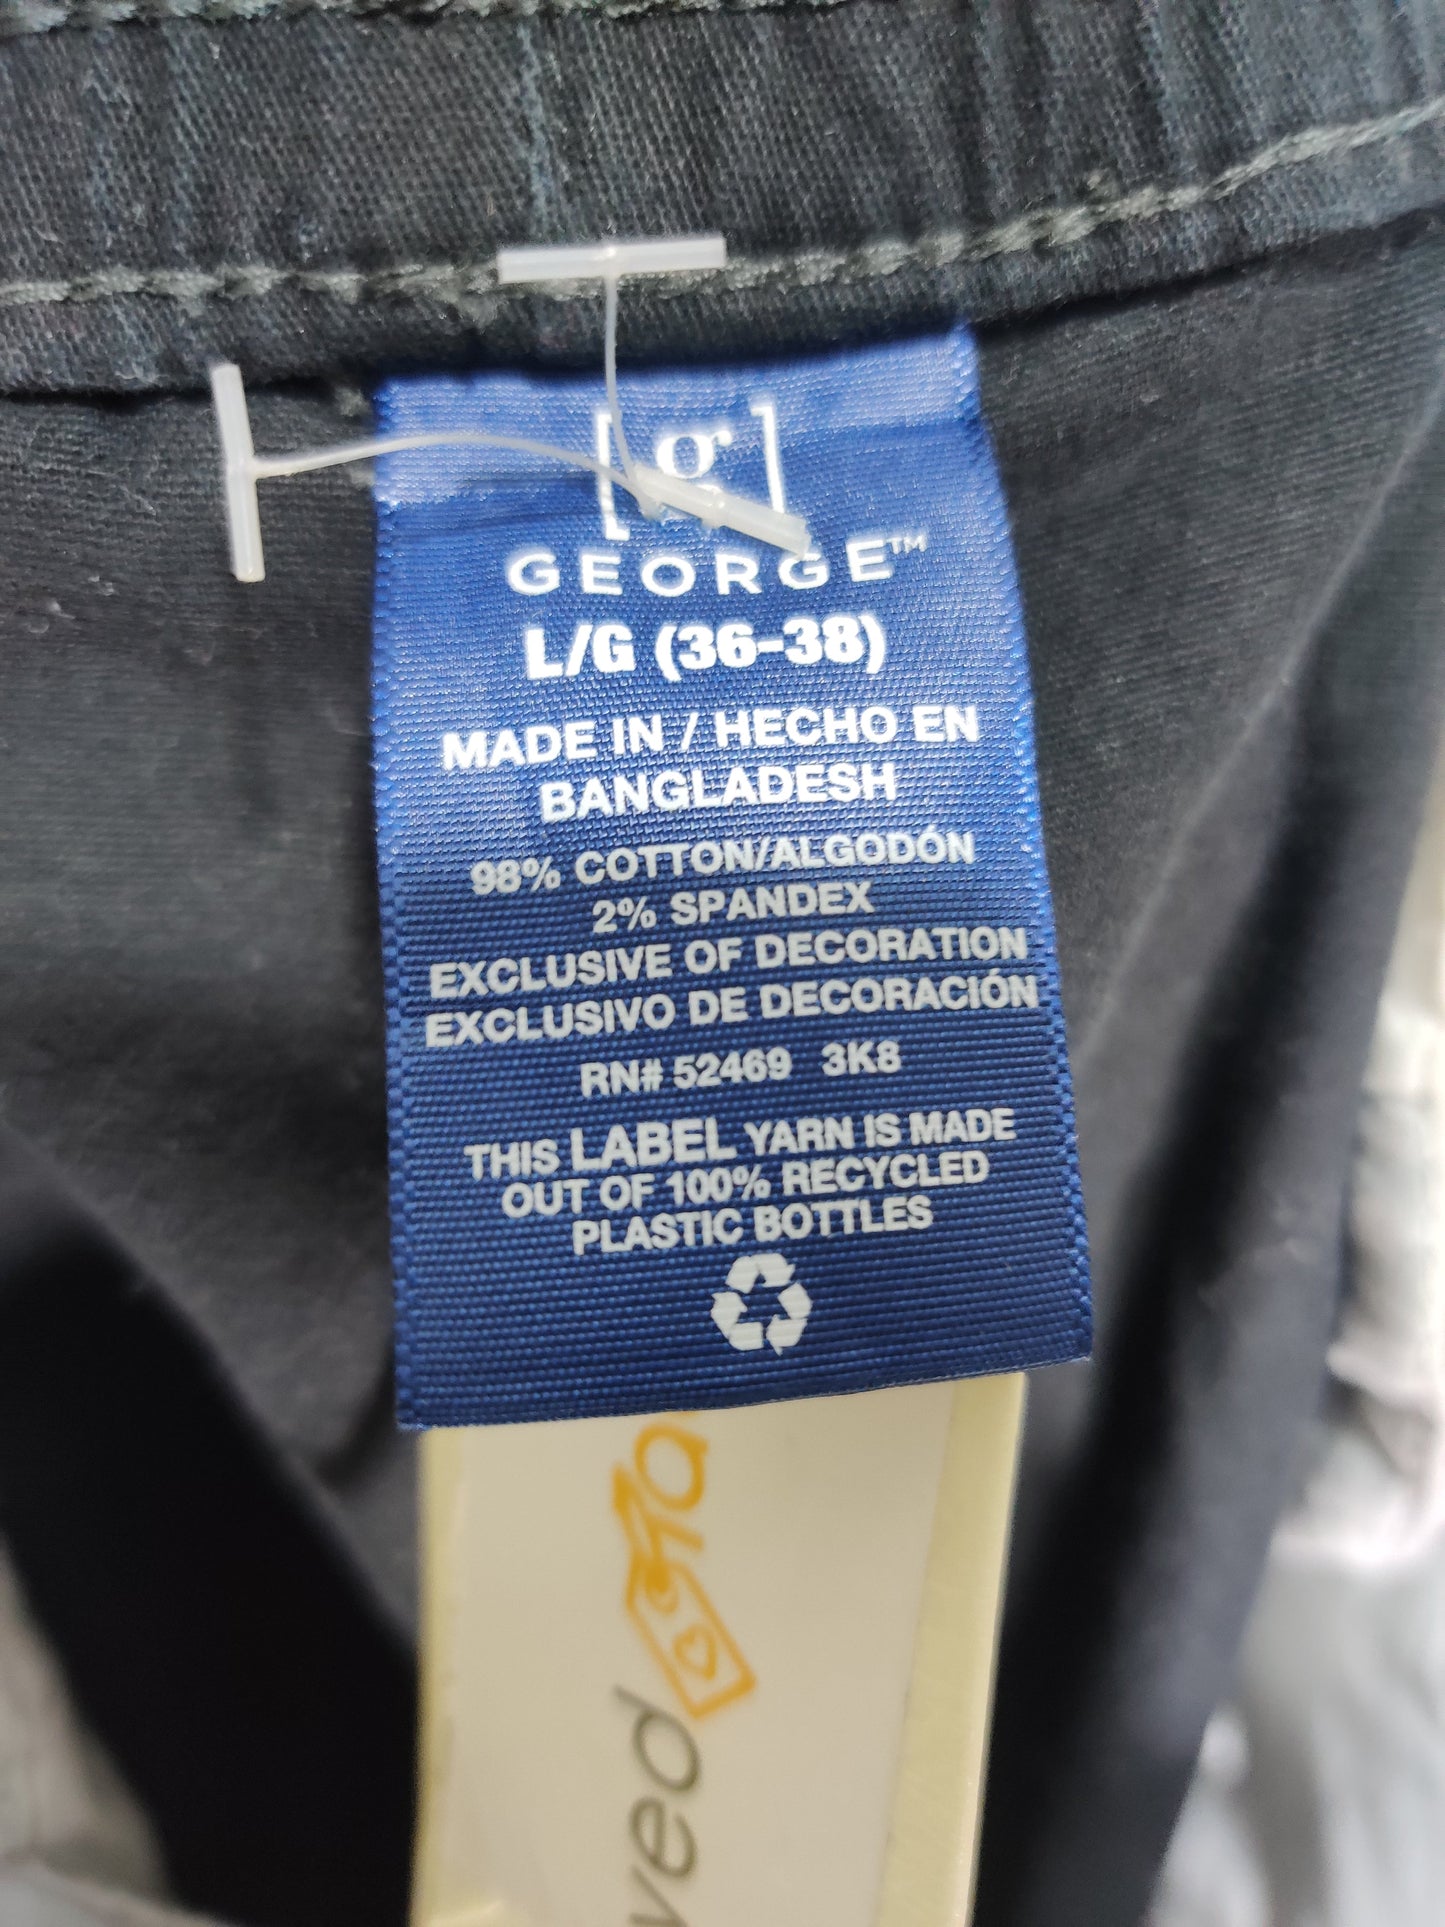 [g]
GEORGE™
L/G (36-38)
MADE IN / HECHO EN
BANGLADESH
98% COTTON/ALGODÓN
2% SPANDEX
EXCLUSIVE OF DECORATION
EXCLUSIVO DE DECORACIÓN
RN# 52469 3K8
THIS LABEL YARN IS MADE
OUT OF 100% RECYCLED
PLASTIC BOTTLES